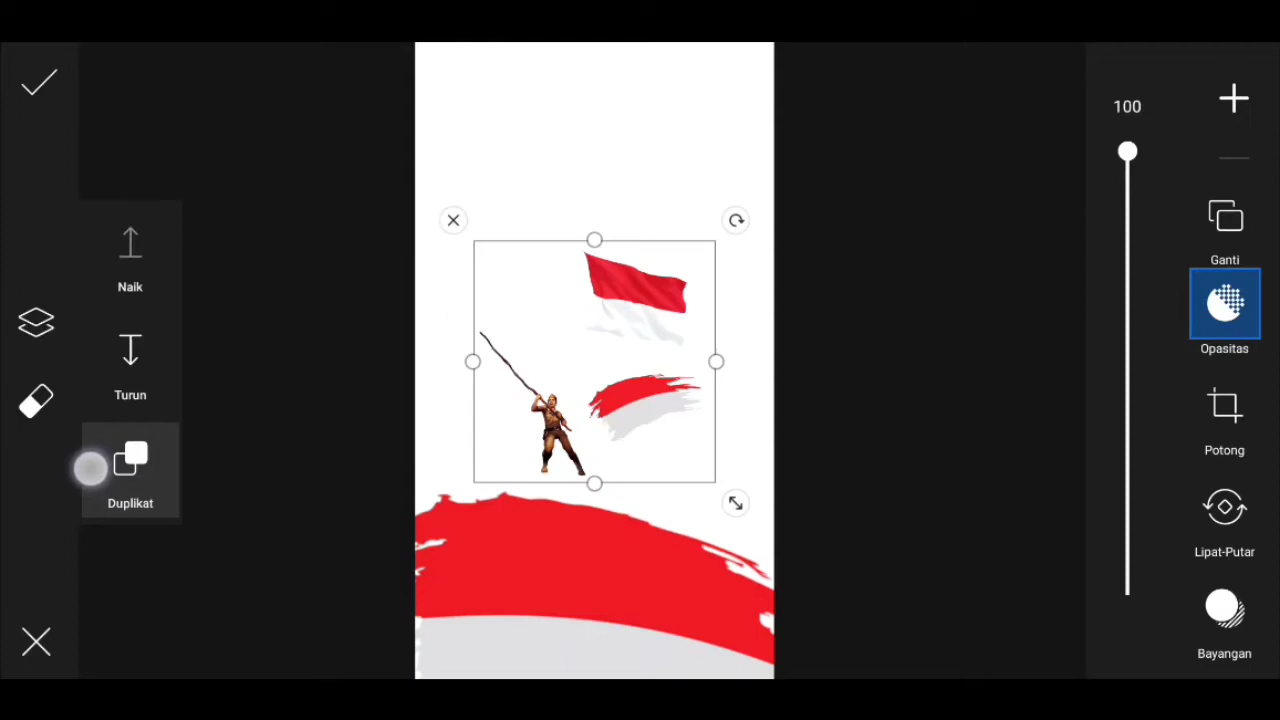 100
Naik
Turun
Duplikat
Ganti
Opasitas
Potong
Lipat-Putar
Bayangan